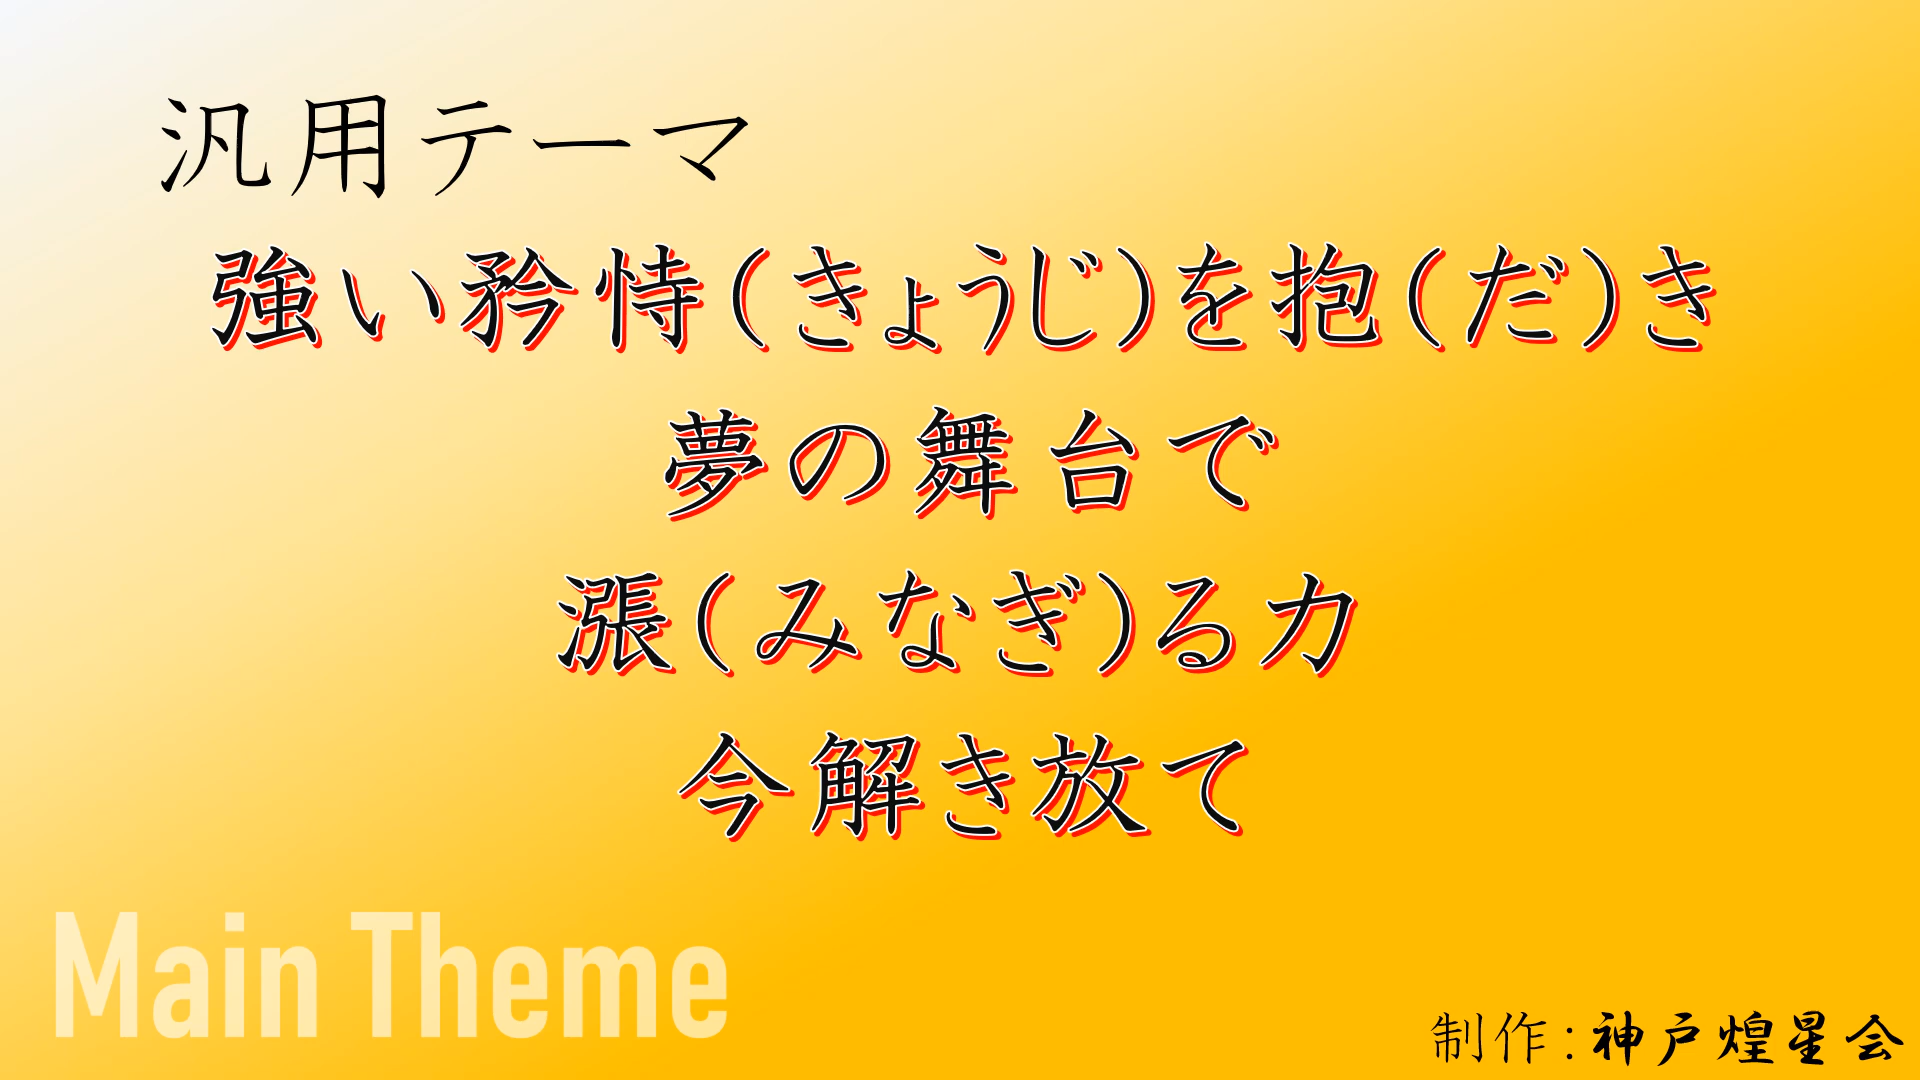 汎用テーマ
強い矜恃(きょうじ)を抱(だ)き
夢の舞台で
漲(みなぎ)る力
今解き放て
Main Theme
制作:神戸煌星会